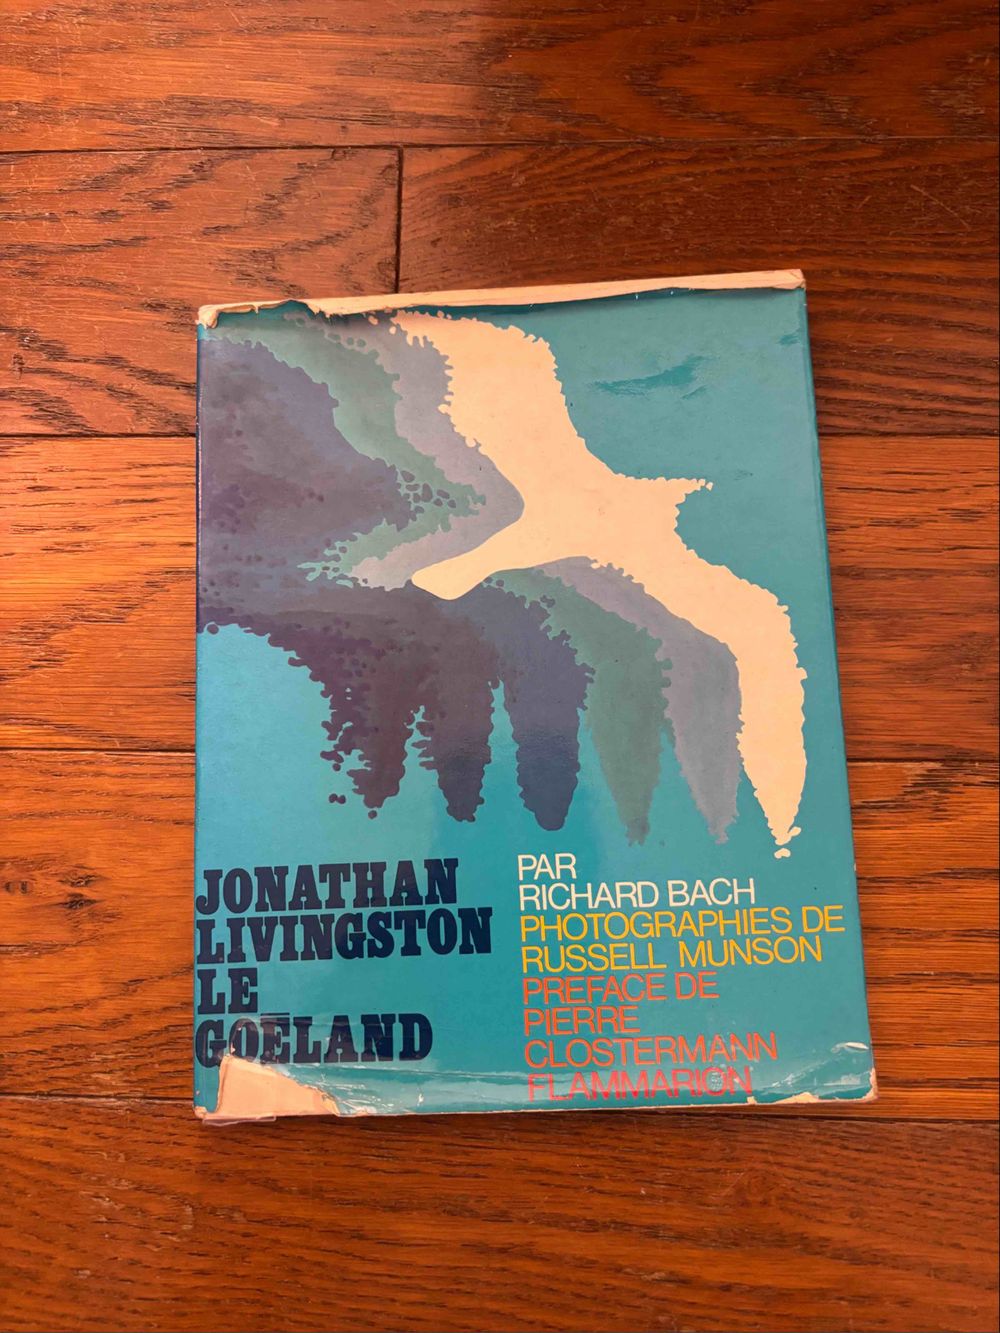 JONATHAN
LIVINGSTON
LE
GOËLAND
PAR
RICHARD BACH
PHOTOGRAPHIES DE
RUSSELL MUNSON
PREFACE DE
PIERRE
CLOSTERMANN
FLAMMARION